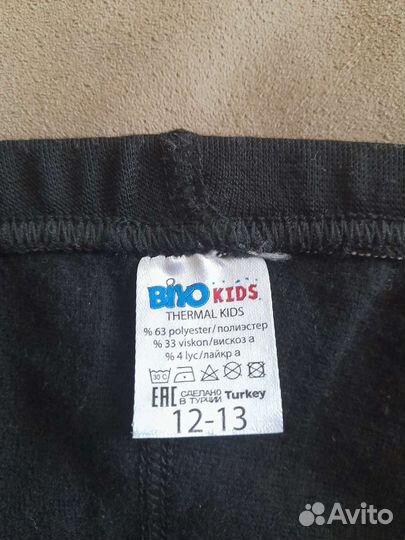 BiYO KIDS
THERMAL KIDS
% 63 polyester/полиэстер
% 33 viskon/вискоз а
% 4 lyc/лайкр а
30 C
EAC СДЕЛАНО В ТУРЦИИ Turkey
12-13
Avito